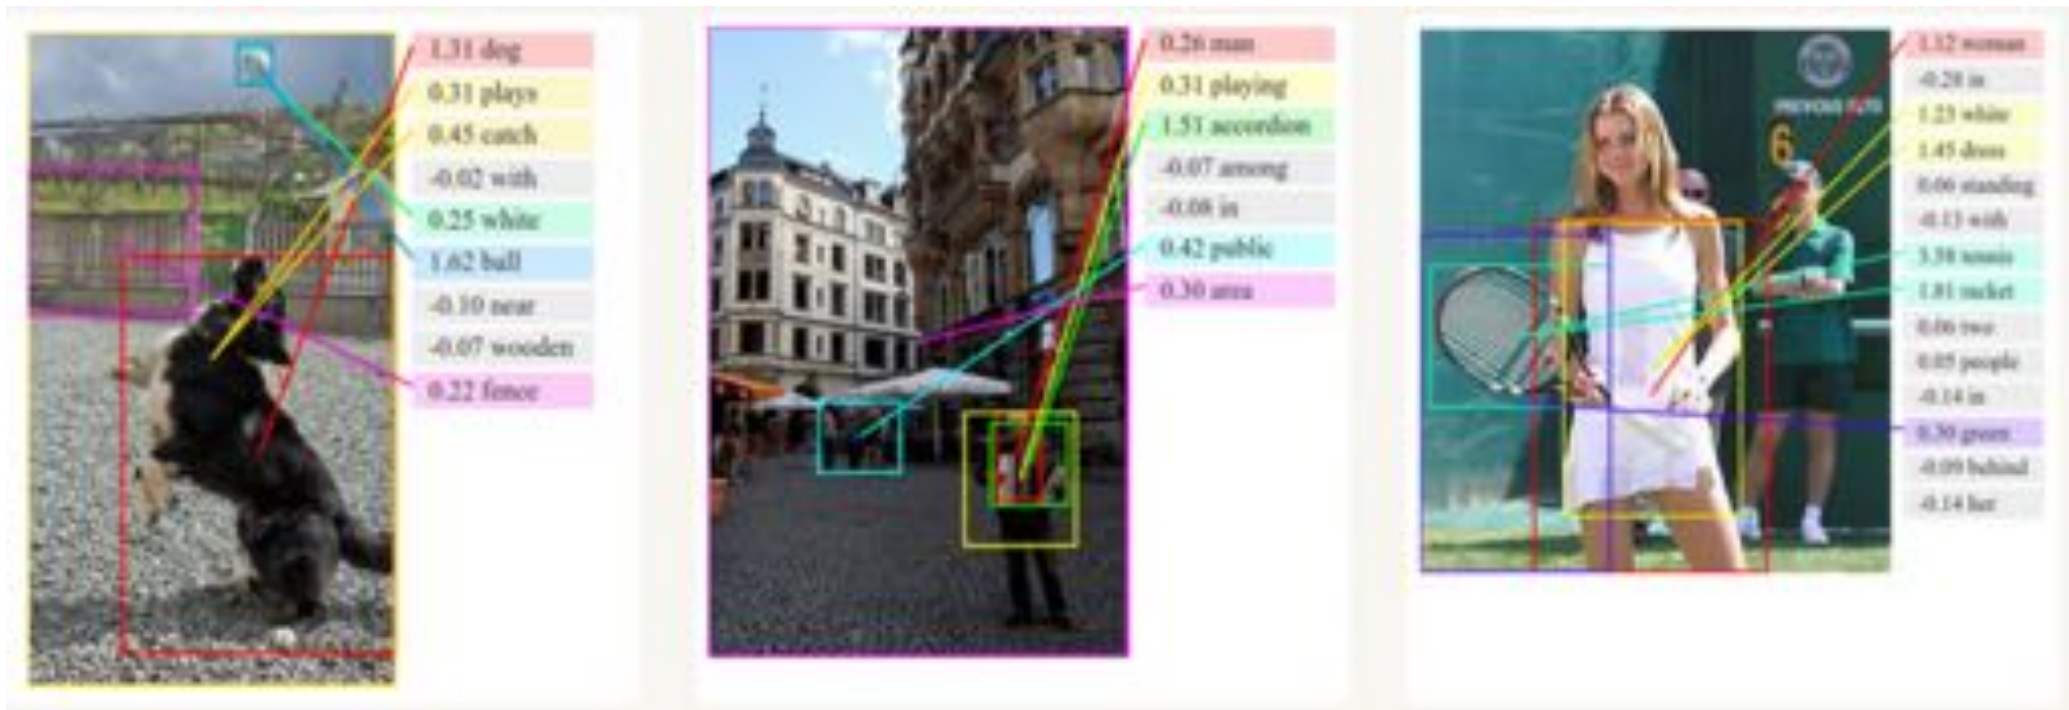 1.31 dog
0.31 plays
0.45 catch
-0.02 with
0.25 white
1.62 ball
-0.10 near
-0.07 wooden
0.22 fence
0.26 man
0.31 playing
1.51 accordion
-0.07 among
-0.08 in
0.42 public
0.30 area
1.12 woman
-0.28 in
1.23 white
1.45 dress
0.06 standing
-0.13 with
3.58 tennis
1.81 racket
0.06 two
0.05 people
-0.14 in
0.30 green
-0.09 behind
-0.14 her
PREVIOUS SETS
6